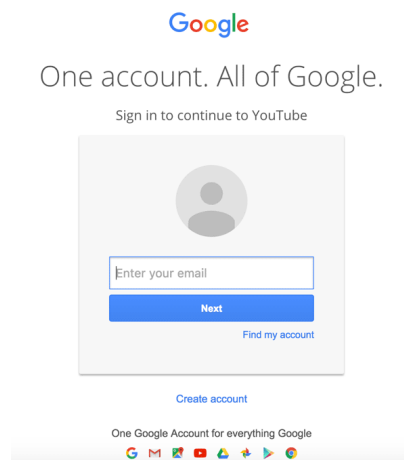 Google
One account. All of Google.
Sign in to continue to YouTube
Enter your email
Next
Find my account
Create account
One Google Account for everything Google